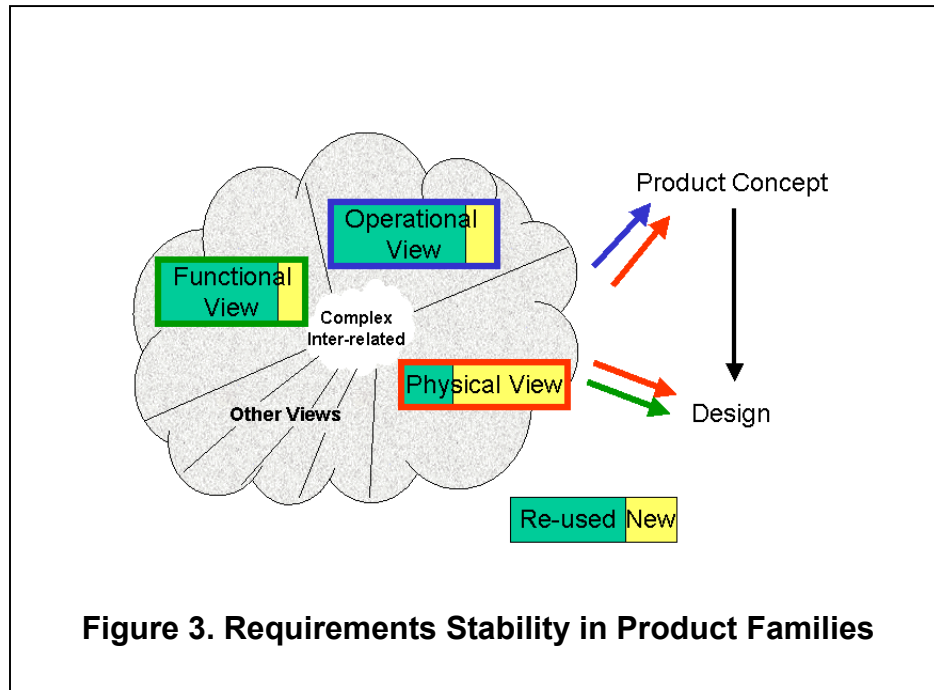 Product Concept
Operational
View
Functional
View
Complex
Inter-related
Physical View
Other Views
Design
Re-used New
Figure 3. Requirements Stability in Product Families